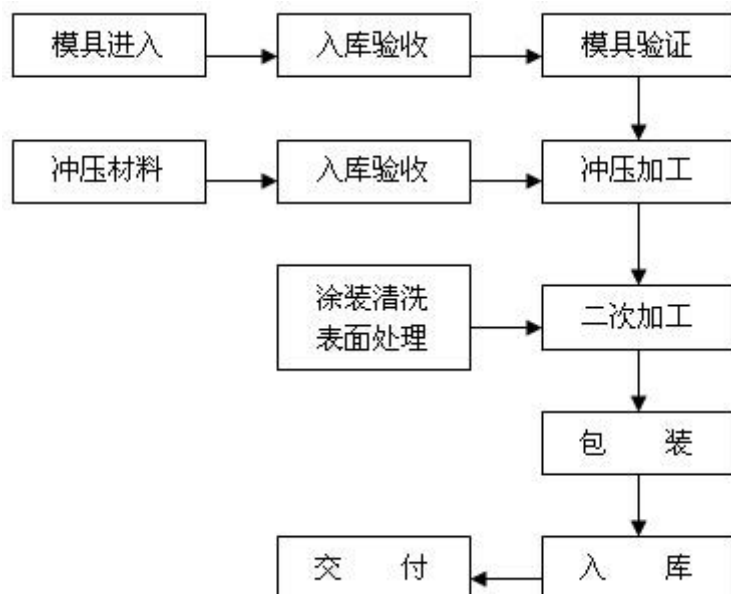 模具进入
入库验收
模具验证
冲压材料
入库验收
冲压加工
涂装清洗
表面处理
二次加工
包 装
交 付
入 库